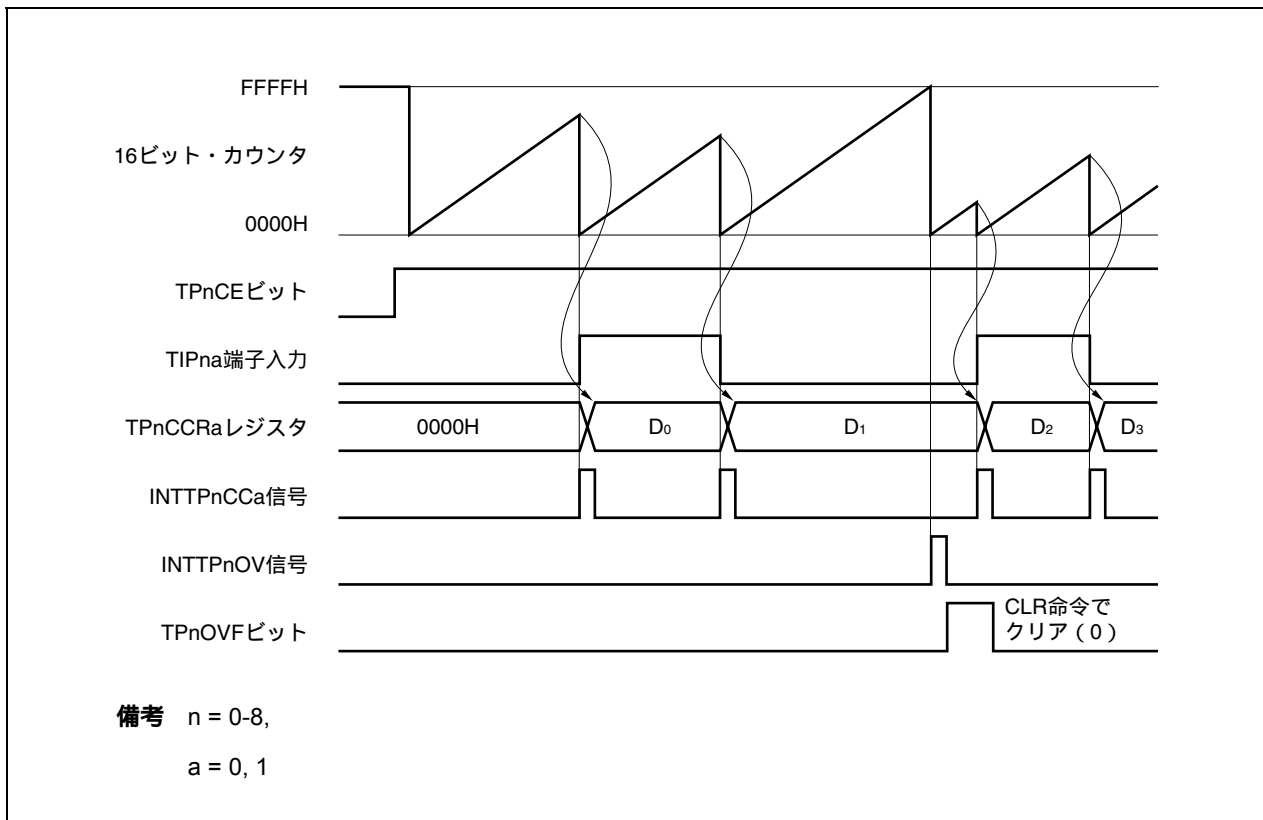 FFFFH
16ビット・カウンタ
0000H
TPnCEビット
TIPna端子入力
TPnCCRaレジスタ 0000H D0 D1 D2 D3
INTTPnCCa信号
INTTPnOV信号
TPnOVFビット
CLR命令で
クリア（0）
備考 n = 0-8,
a = 0, 1